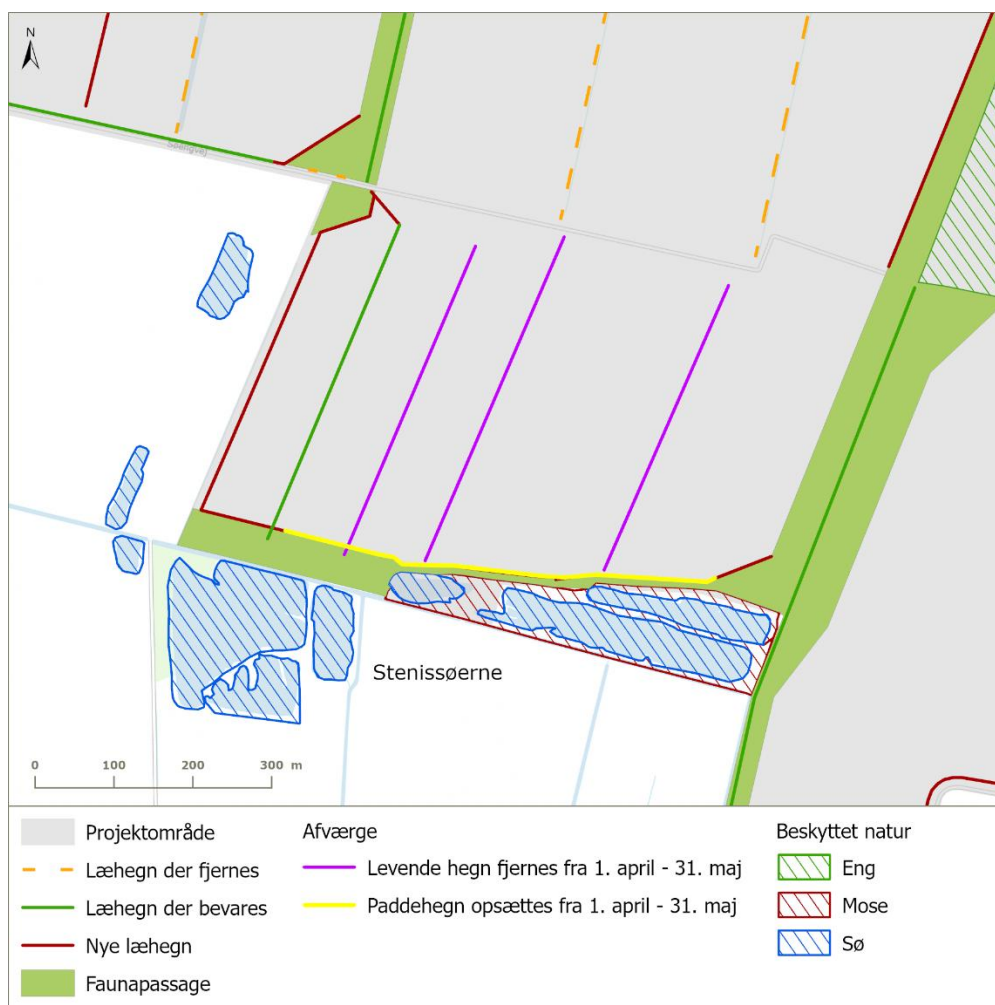 N
Stenissøerne
0 100 200 300 m
Projektområde
Læhegn der fjernes
Læhegn der bevares
Nye læhegn
Faunapassage
Afværge
Levende hegn fjernes fra 1. april - 31. maj
Paddehegn opsættes fra 1. april - 31. maj
Beskyttet natur
Eng
Mose
Sø